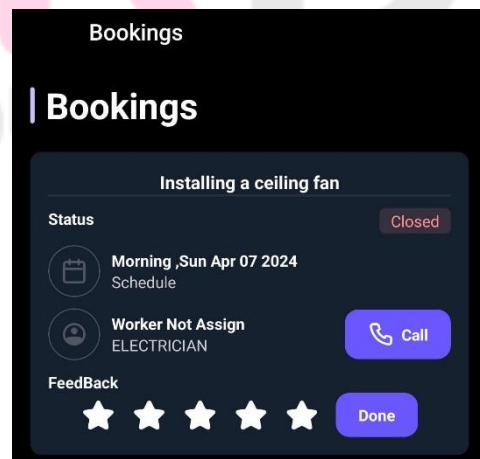 Bookings
Bookings
Installing a ceiling fan
Status
Closed
Morning ,Sun Apr 07 2024
Schedule
Worker Not Assign
ELECTRICIAN
Call
FeedBack
Done